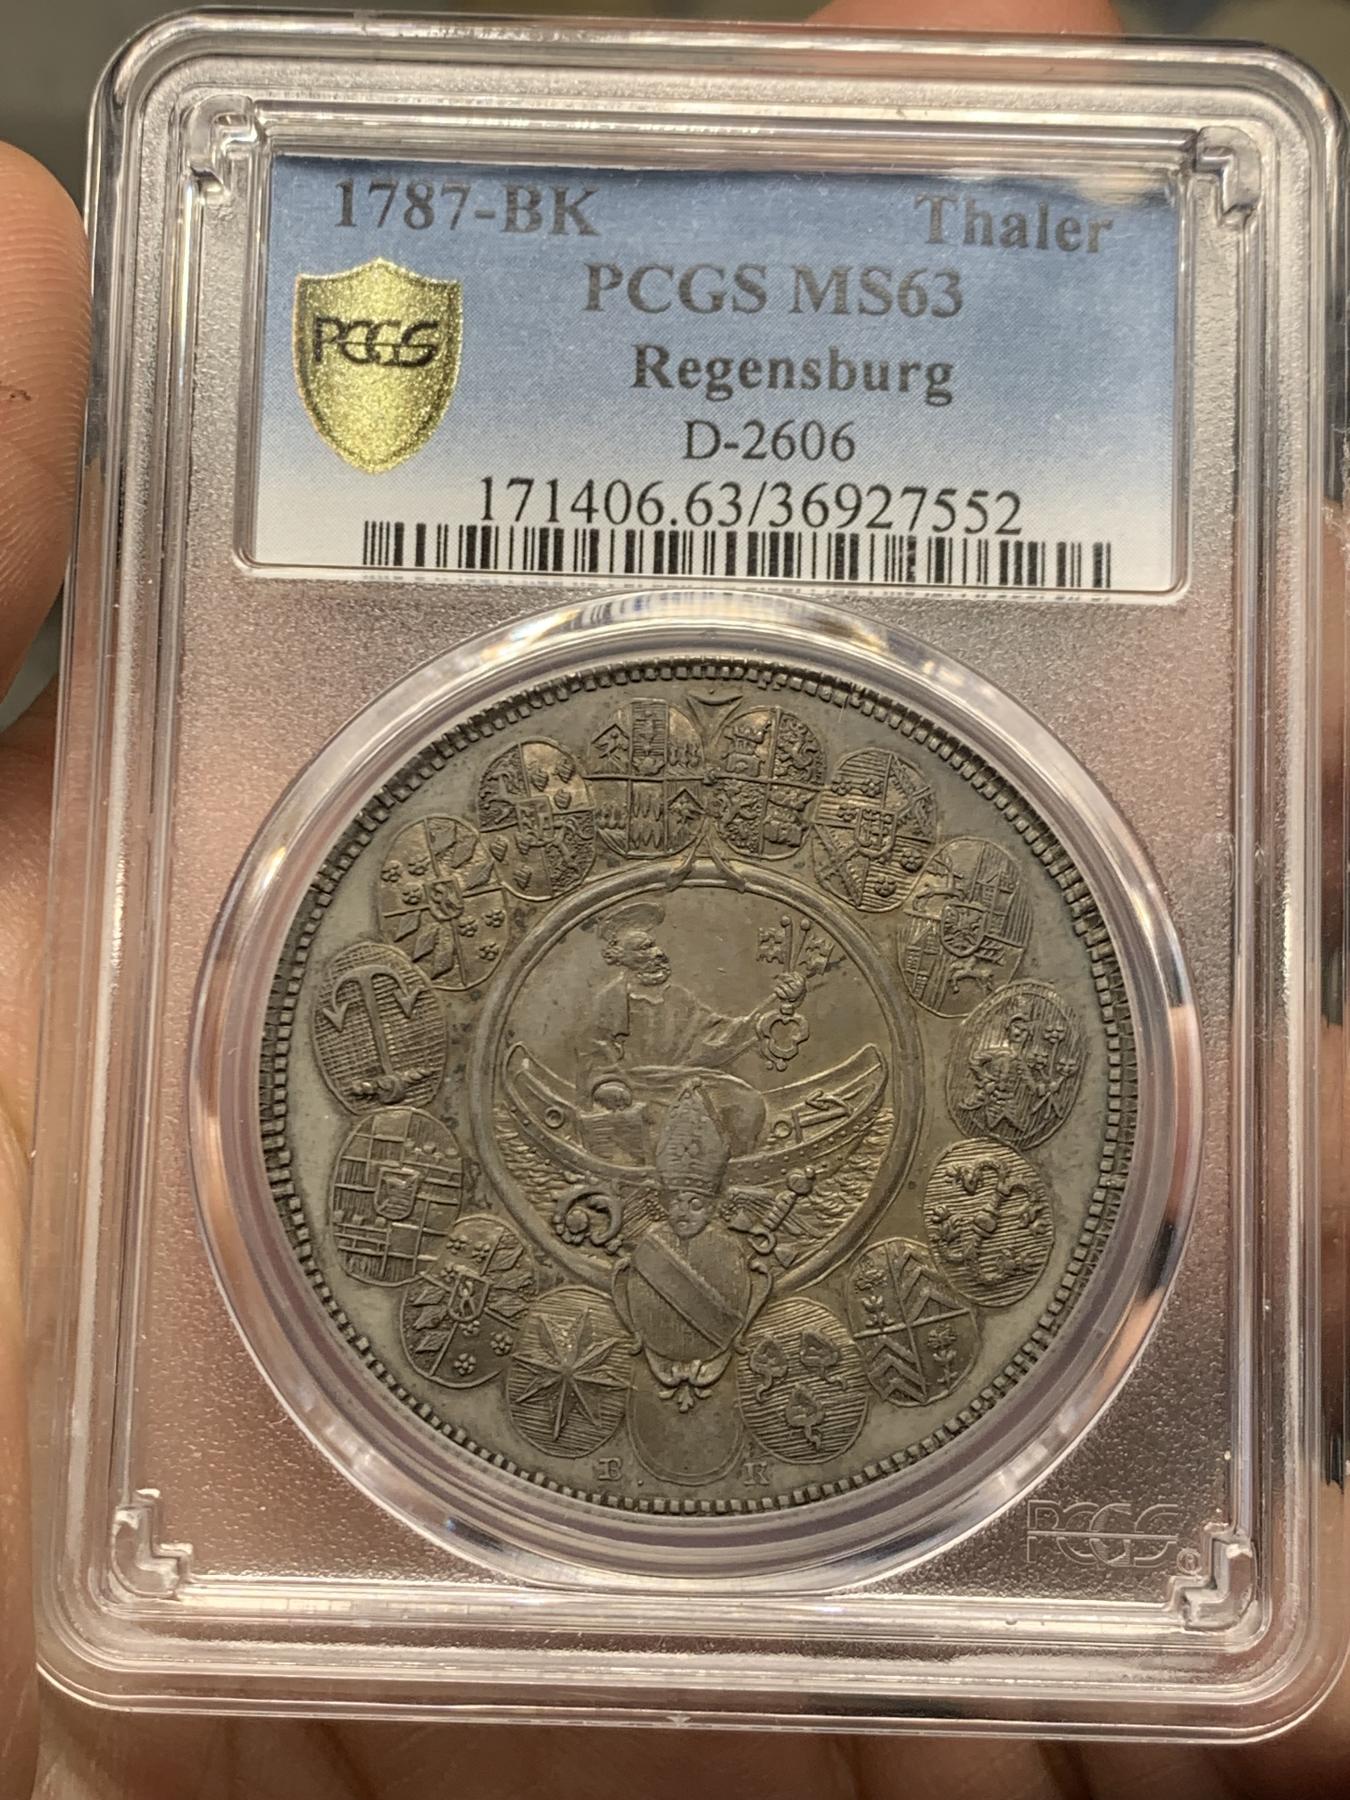 1787-BK Thaler
PCGS MS63
PCGS
Regensburg
D-2606
171406.63/36927552
B. K
PCGS®